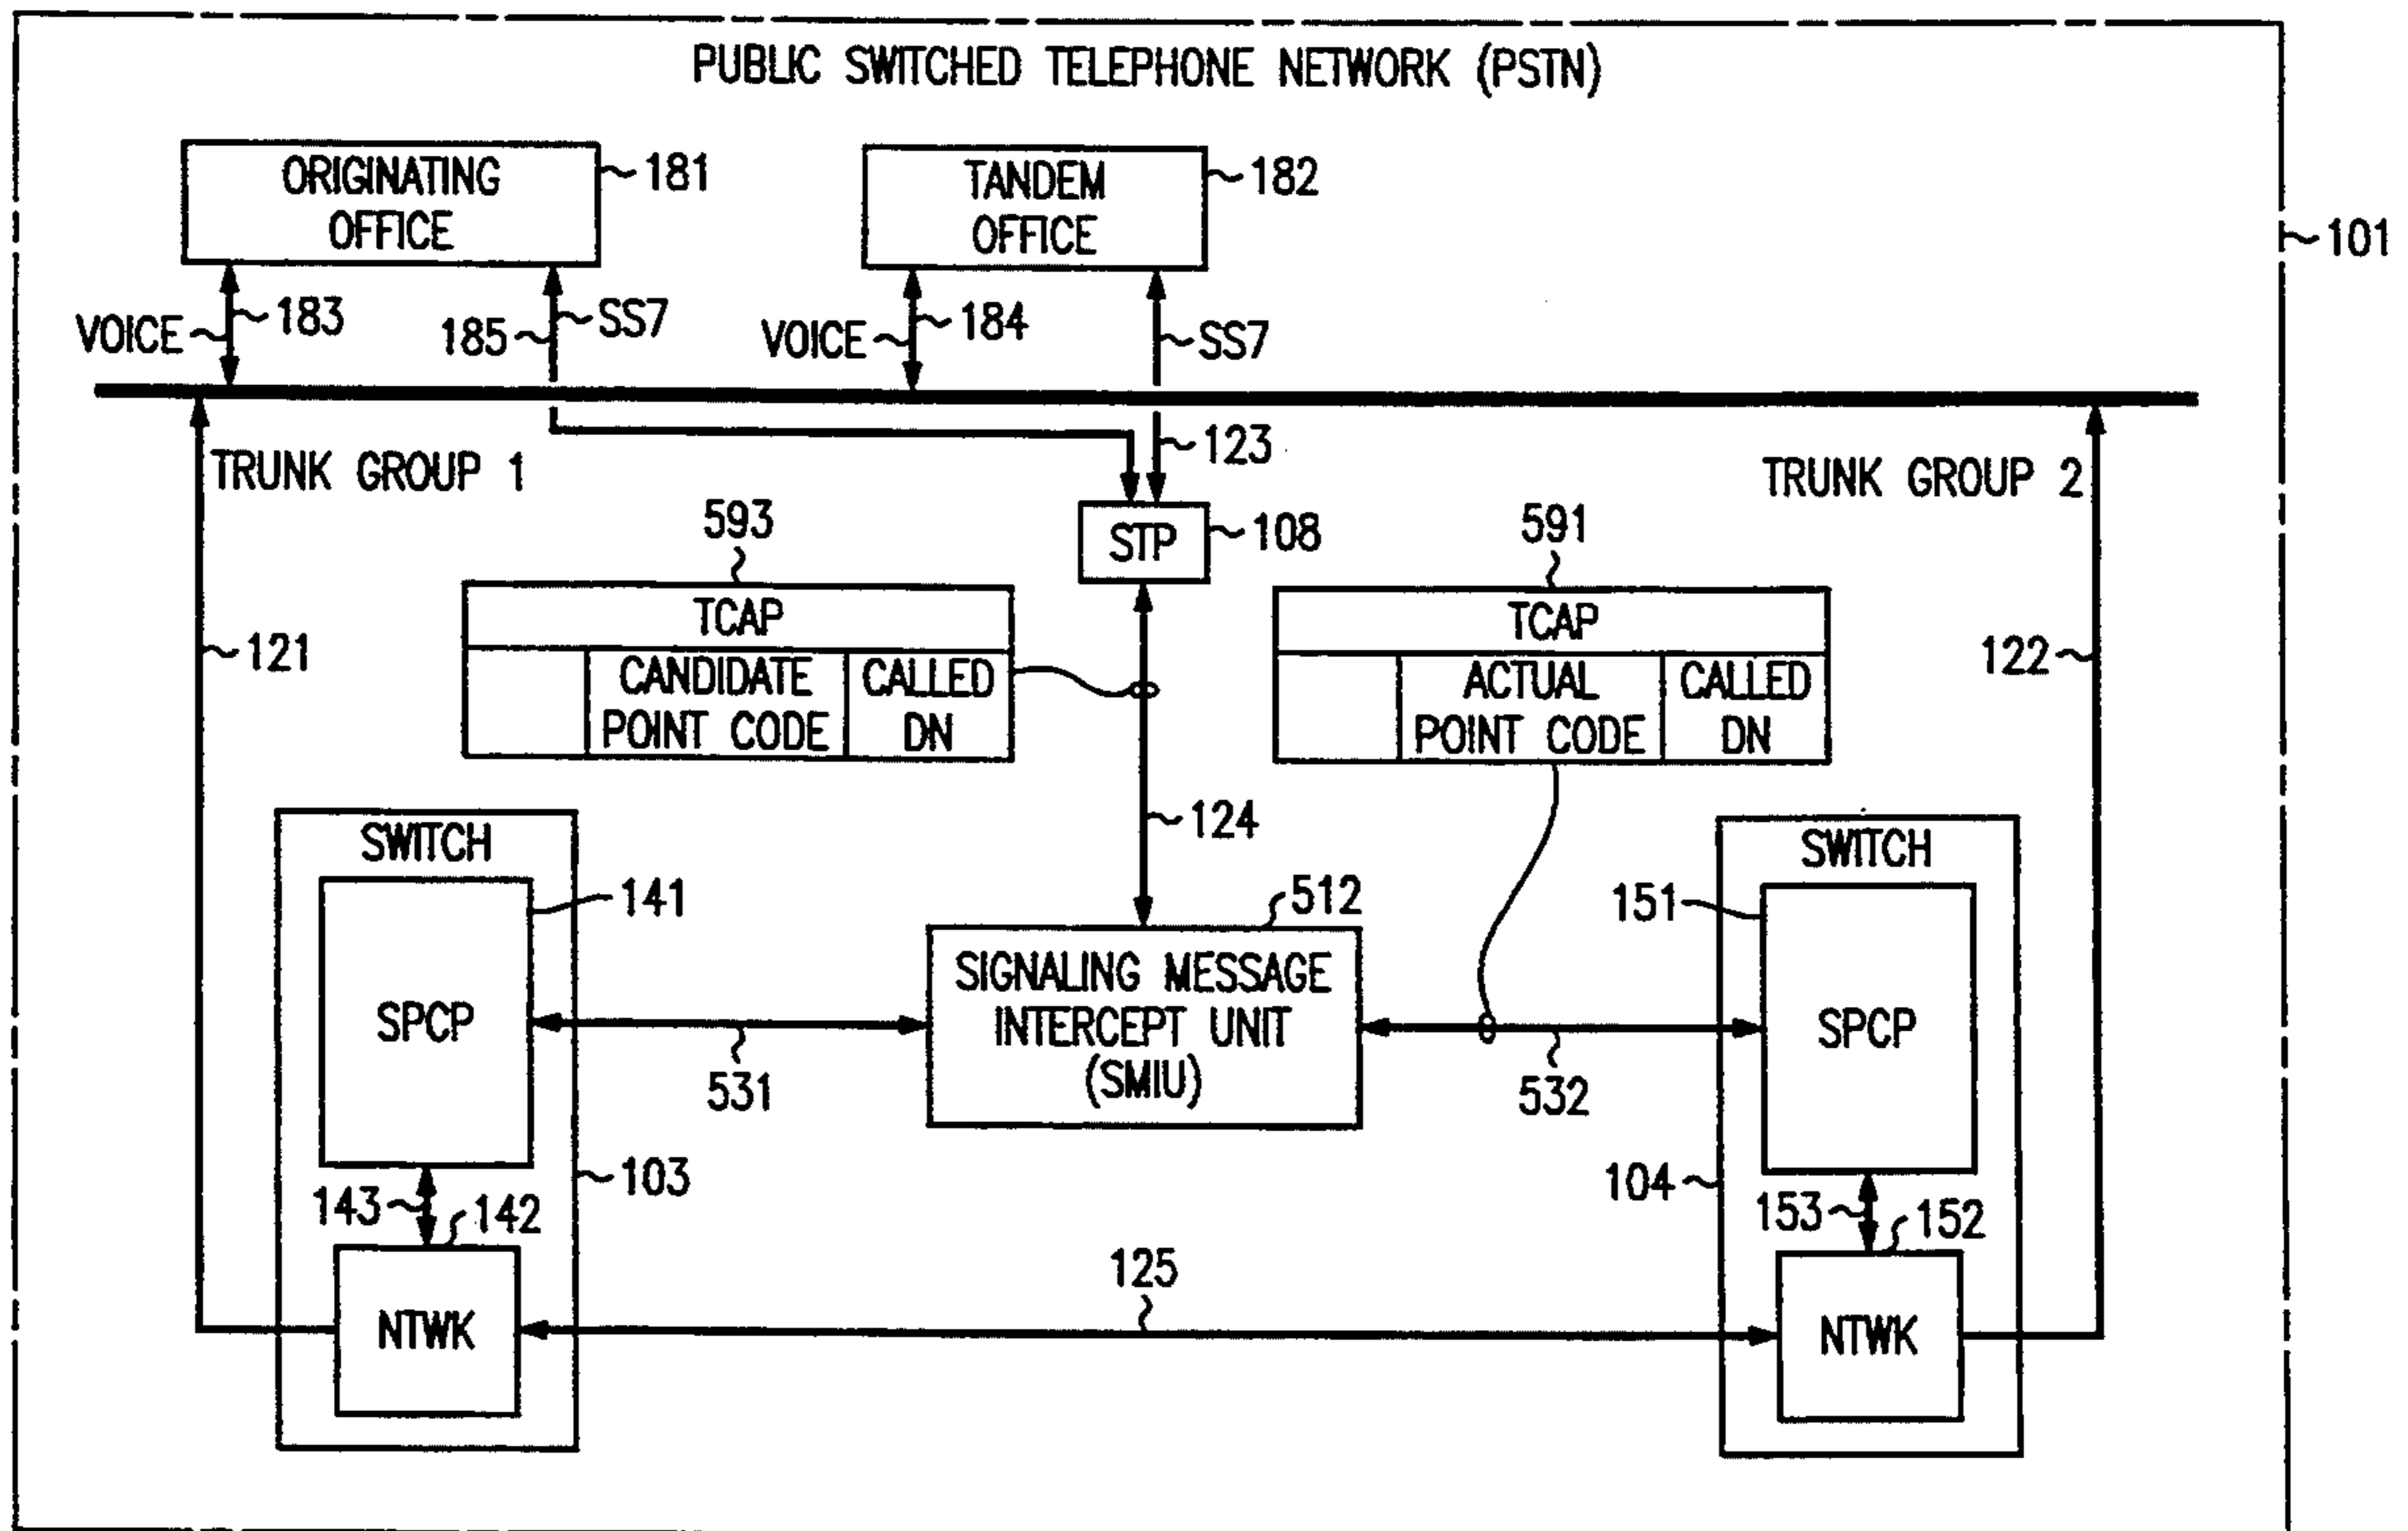 PUBLIC SWITCHED TELEPHONE NETWORK (PSTN)
ORIGINATING
OFFICE
181
TANDEM
OFFICE
182
101
VOICE
183
185
SS7
VOICE
184
SS7
TRUNK GROUP 1
123
TRUNK GROUP 2
593
STP
108
591
121
TCAP
CANDIDATE
POINT CODE
CALLED
DN
TCAP
ACTUAL
POINT CODE
CALLED
DN
122
124
SWITCH
141
SPCP
512
SIGNALING MESSAGE
INTERCEPT UNIT
(SMIU)
SWITCH
151
SPCP
531
532
103
143
142
104
153
152
NTWK
125
NTWK